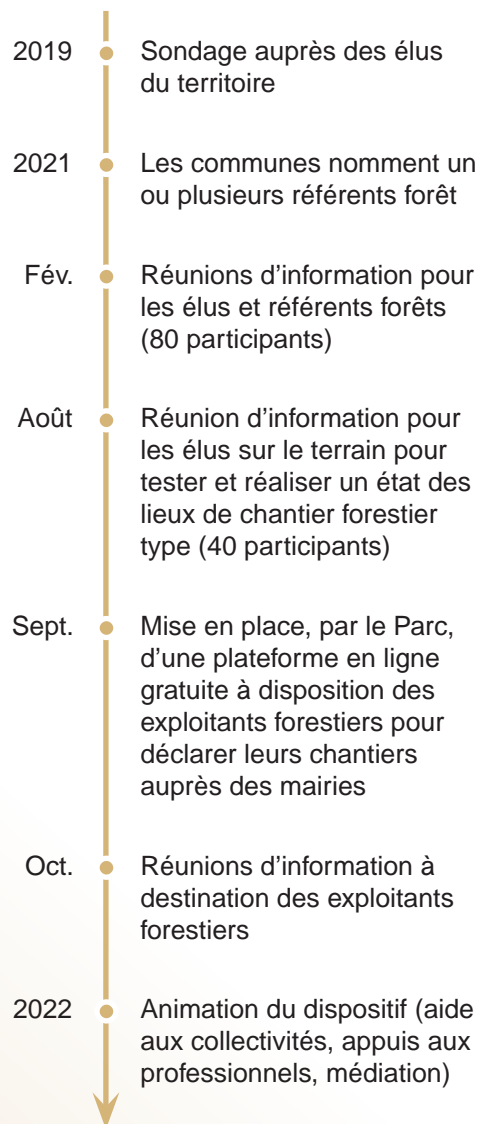 2019 Sondage auprès des élus
du territoire
2021 Les communes nomment un
ou plusieurs référents forêt
Fév. Réunions d'information pour
les élus et référents forêts
(80 participants)
Août Réunion d'information pour
les élus sur le terrain pour
tester et réaliser un état des
lieux de chantier forestier
type (40 participants)
Sept. Mise en place, par le Parc,
d'une plateforme en ligne
gratuite à disposition des
exploitants forestiers pour
déclarer leurs chantiers
auprès des mairies
Oct. Réunions d'information à
destination des exploitants
forestiers
2022 Animation du dispositif (aide
aux collectivités, appuis aux
professionnels, médiation)